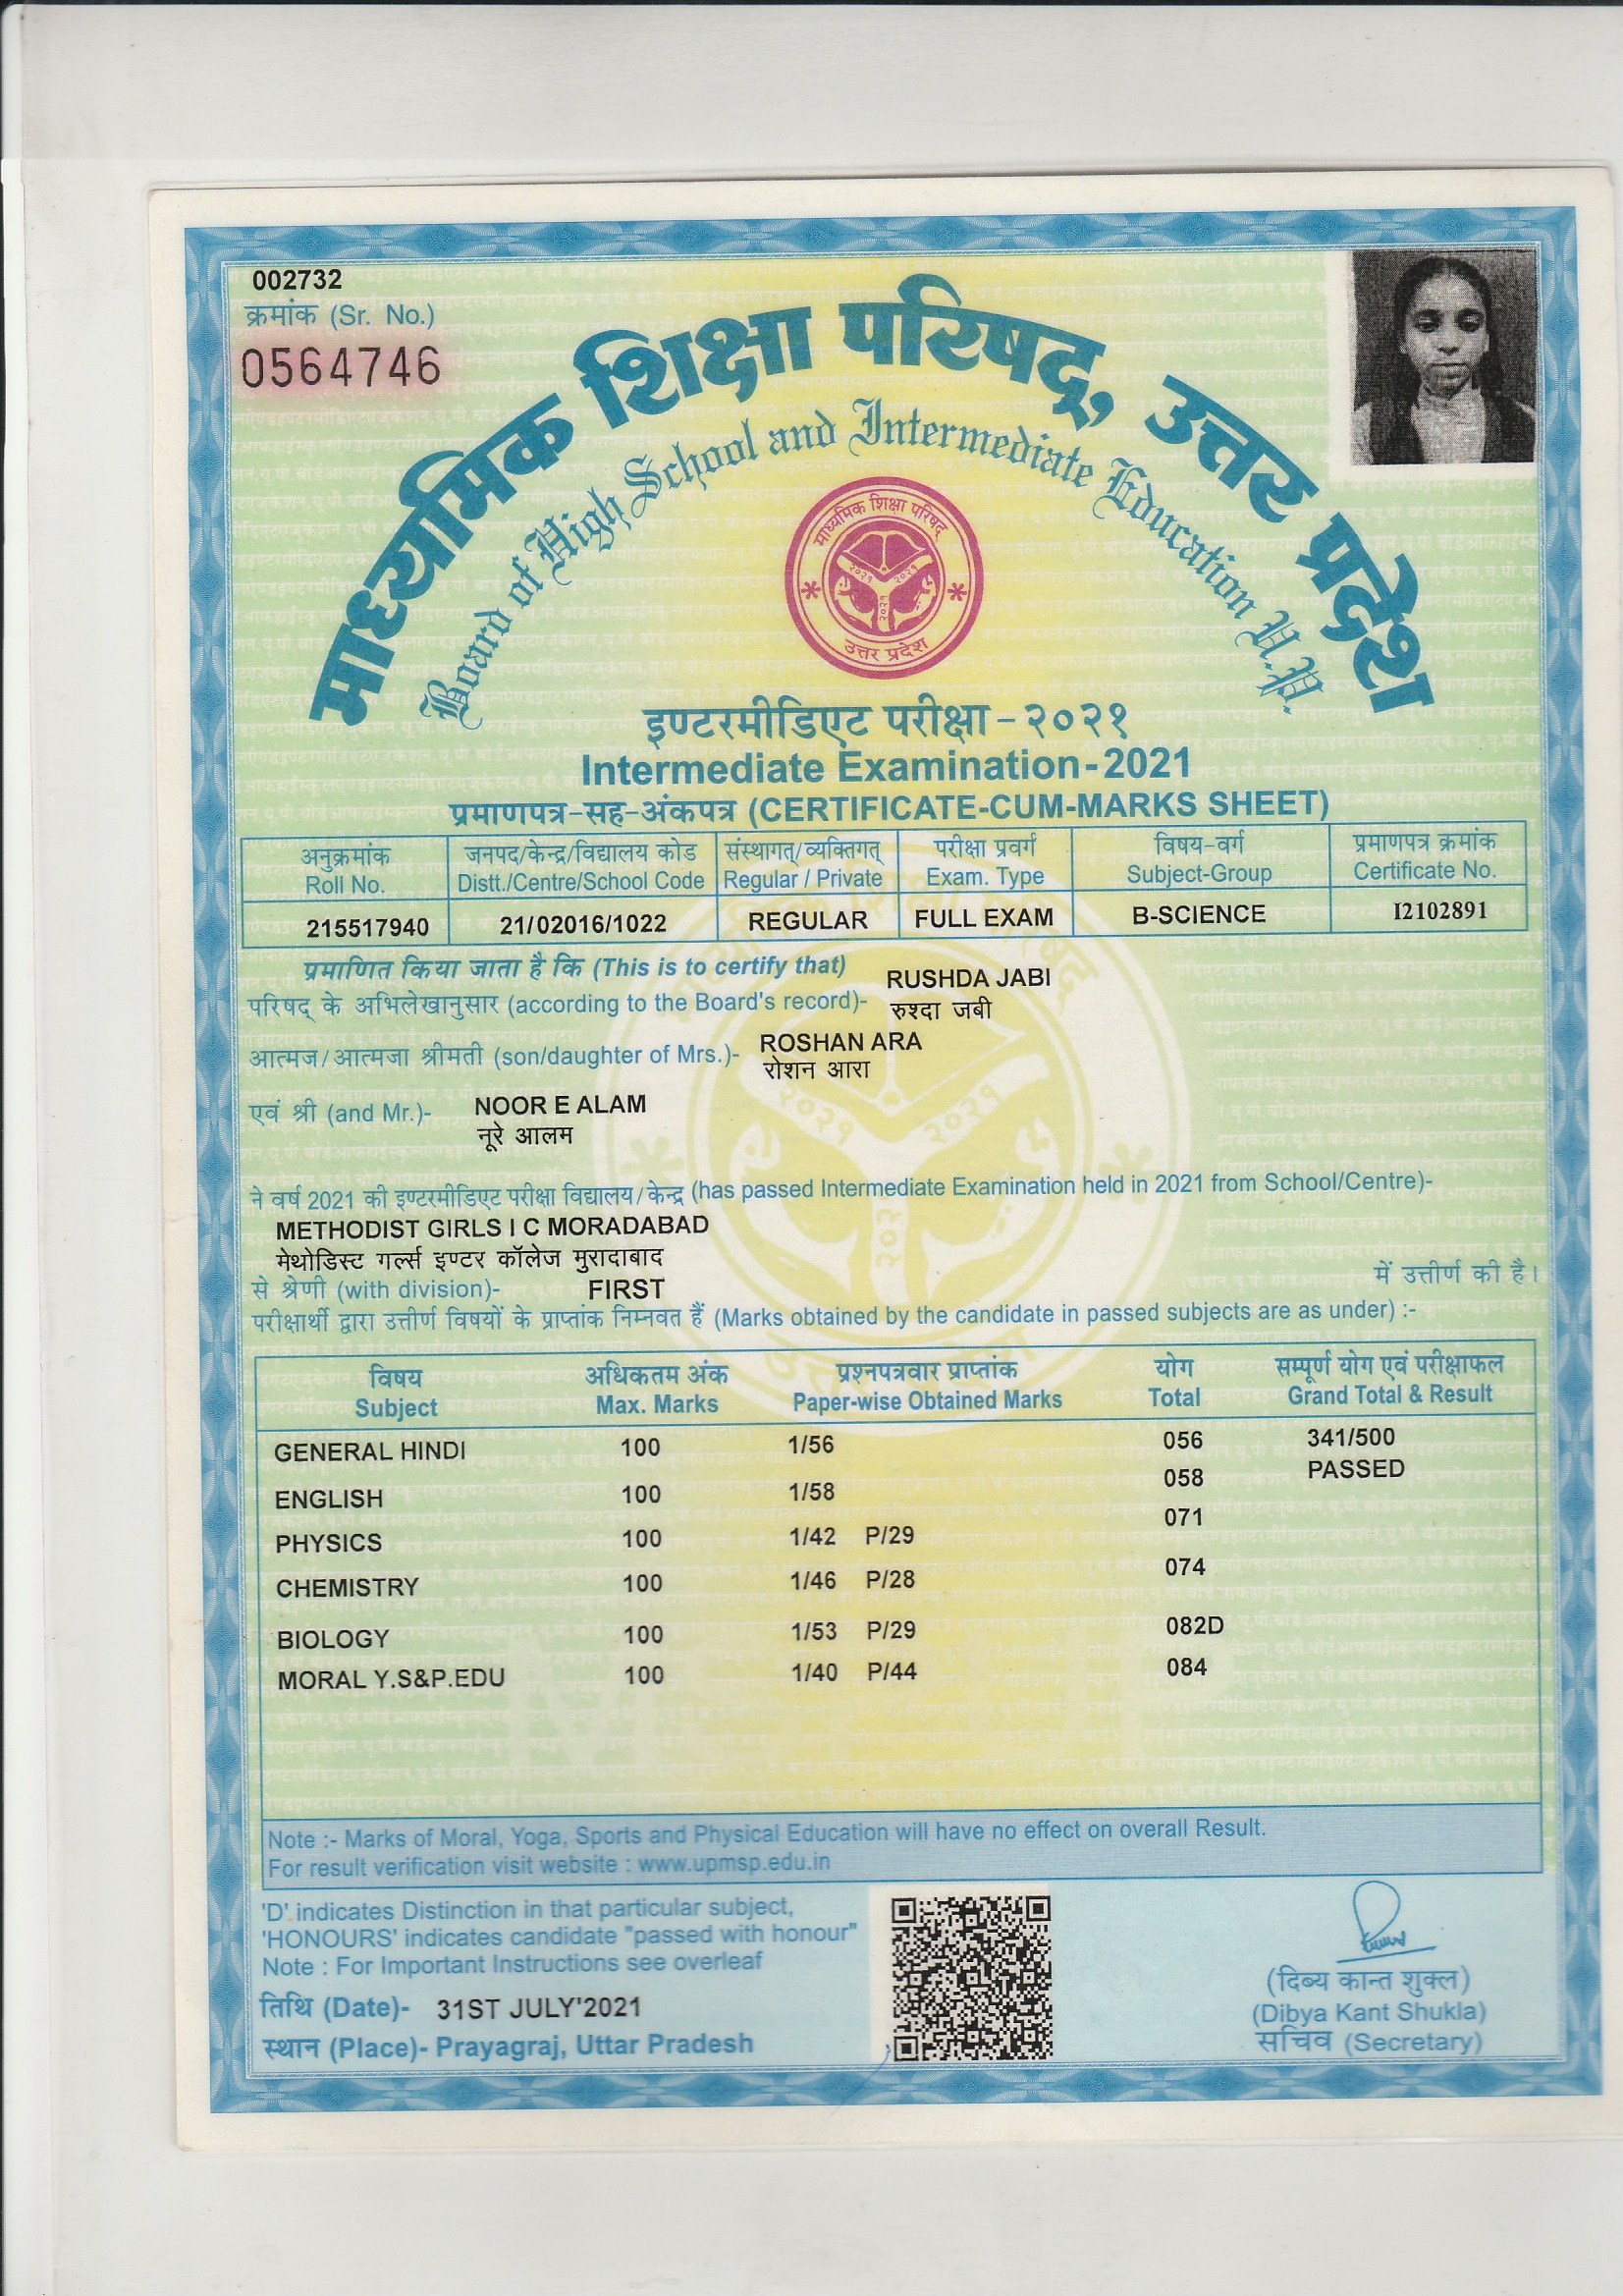 002732
क्रमांक (Sr. No.)
0564746
माध्यमिक शिक्षा परिषद्, उत्तर प्रदेश
Board of High School and Intermediate Education U.P.
माध्यमिक शिक्षा परिषद्
२०२१ २०२१
२०२१
उत्तर प्रदेश
इण्टरमीडिएट परीक्षा-२०२१
Intermediate Examination-2021
प्रमाणपत्र-सह-अंकपत्र (CERTIFICATE-CUM-MARKS SHEET)
अनुक्रमांक जनपद/केन्द्र/विद्यालय कोड संस्थागत्/व्यक्तिगत् परीक्षा प्रवर्ग विषय-वर्ग प्रमाणपत्र क्रमांक
Roll No. Distt./Centre/School Code Regular / Private Exam. Type Subject-Group Certificate No.
215517940 21/02016/1022 REGULAR FULL EXAM B-SCIENCE I2102891
प्रमाणित किया जाता है कि (This is to certify that) RUSHDA JABI
परिषद् के अभिलेखानुसार (according to the Board's record)- रुश्दा जबी
आत्मज/आत्मजा श्रीमती (son/daughter of Mrs.)- ROSHAN ARA
रोशन आरा
एवं श्री (and Mr.)- NOOR E ALAM
नूरे आलम
ने वर्ष 2021 की इण्टरमीडिएट परीक्षा विद्यालय/केन्द्र (has passed Intermediate Examination held in 2021 from School/Centre)-
METHODIST GIRLS I C MORADABAD
मेथोडिस्ट गर्ल्स इण्टर कॉलेज मुरादाबाद
से श्रेणी (with division)- FIRST में उत्तीर्ण की है।
परीक्षार्थी द्वारा उत्तीर्ण विषयों के प्राप्तांक निम्नवत हैं (Marks obtained by the candidate in passed subjects are as under) :-
विषय अधिकतम अंक प्रश्नपत्रवार प्राप्तांक योग सम्पूर्ण योग एवं परीक्षाफल
Subject Max. Marks Paper-wise Obtained Marks Total Grand Total & Result
GENERAL HINDI 100 1/56 056 341/500
PASSED
ENGLISH 100 1/58 058
PHYSICS 100 1/42 P/29 071
CHEMISTRY 100 1/46 P/28 074
BIOLOGY 100 1/53 P/29 082D
MORAL Y.S&P.EDU 100 1/40 P/44 084
Note :- Marks of Moral, Yoga, Sports and Physical Education will have no effect on overall Result.
For result verification visit website : www.upmsp.edu.in
'D' indicates Distinction in that particular subject,
'HONOURS' indicates candidate "passed with honour"
Note : For Important Instructions see overleaf
तिथि (Date)- 31ST JULY'2021
स्थान (Place)- Prayagraj, Uttar Pradesh
(दिब्य कान्त शुक्ल)
(Dibya Kant Shukla)
सचिव (Secretary)